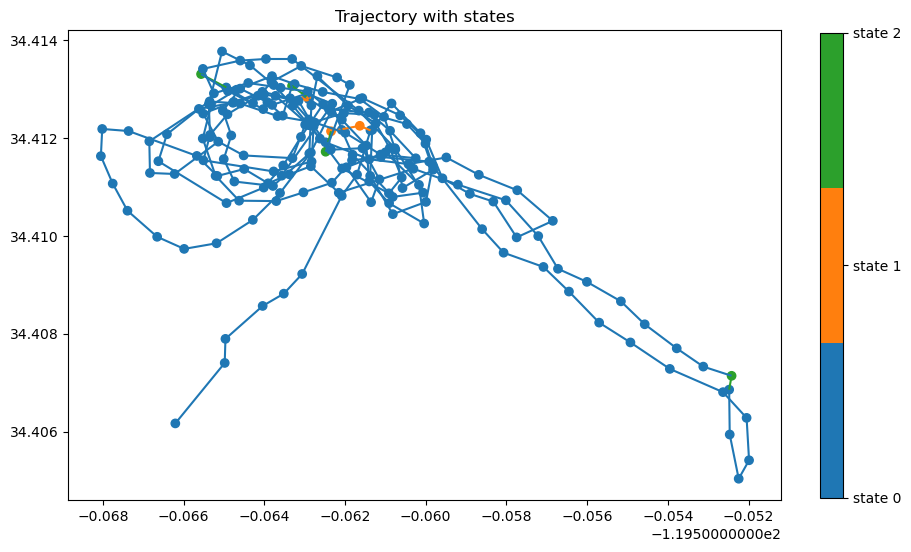 Trajectory with states
34.414
34.412
34.410
34.408
34.406
−0.068 −0.066 −0.064 −0.062 −0.060 −0.058 −0.056 −0.054 −0.052
−1.1950000000e2
state 2
state 1
state 0